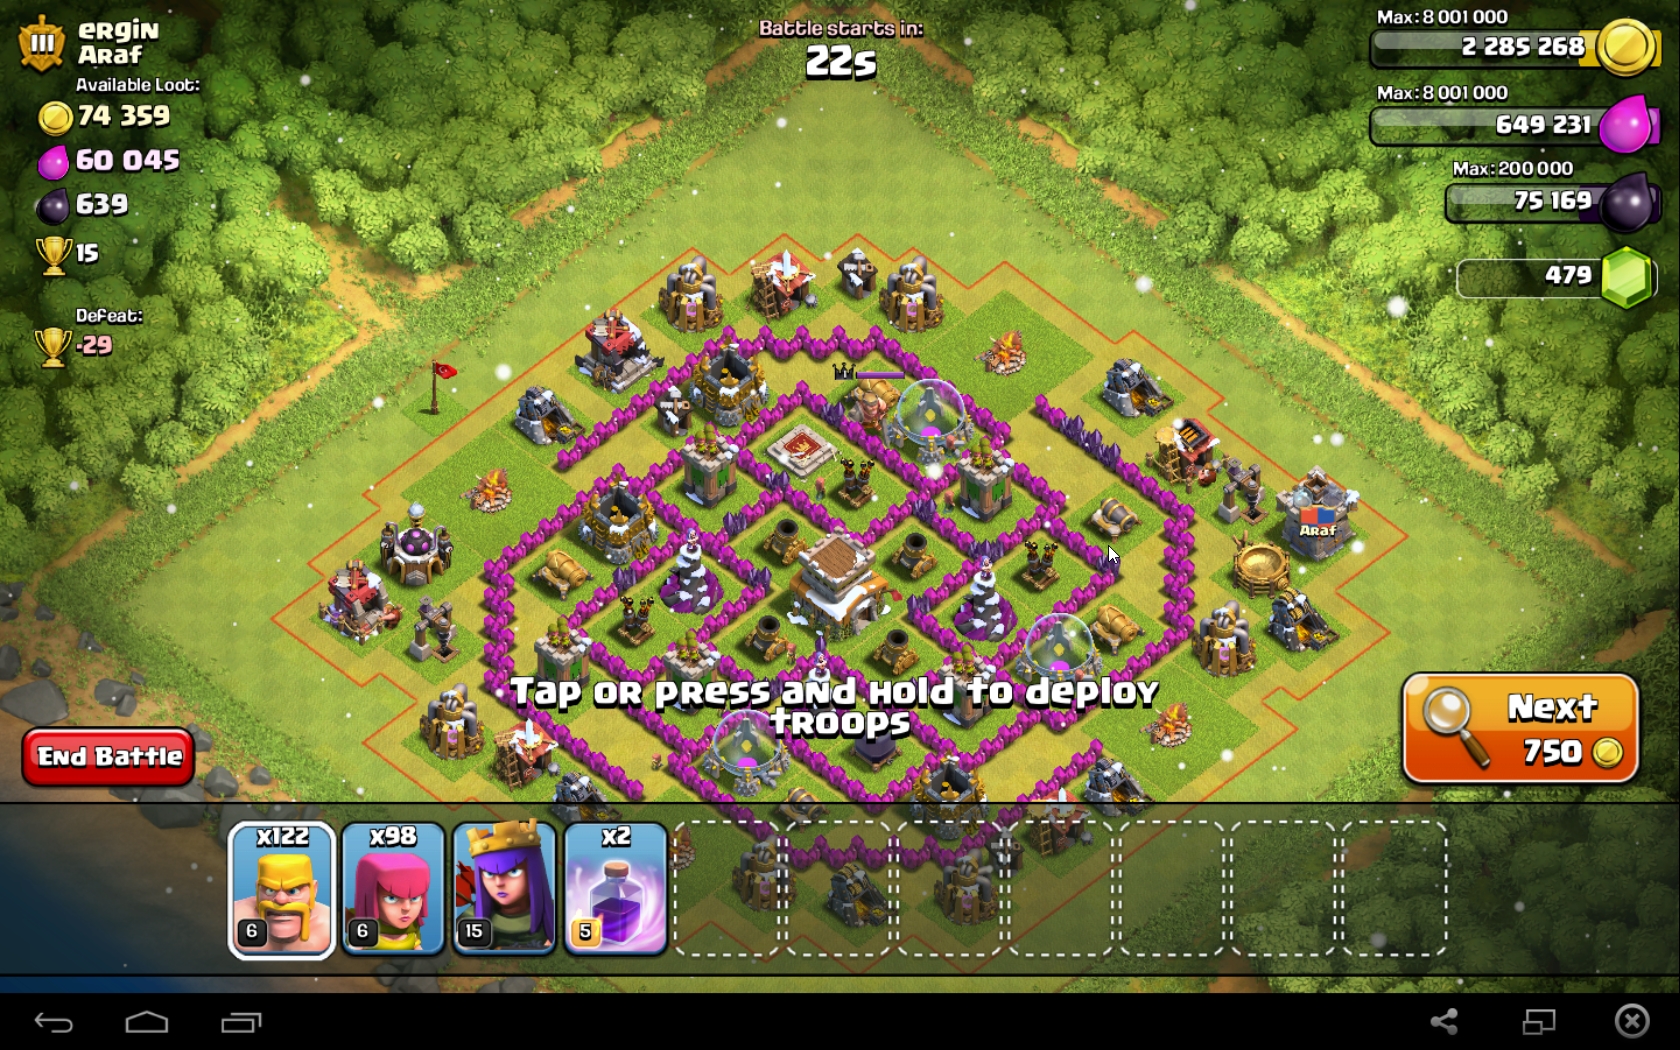 III
ergin
Araf
Available Loot:
74 359
60 045
639
15
Defeat:
-29
Battle starts in:
22s
Max: 8 001 000
2 285 268
Max: 8 001 000
649 231
Max: 200 000
75 169
479
Araf
Tap or press and hold to deploy
troops
End Battle
Next
750
x122
6
x98
6
15
x2
5